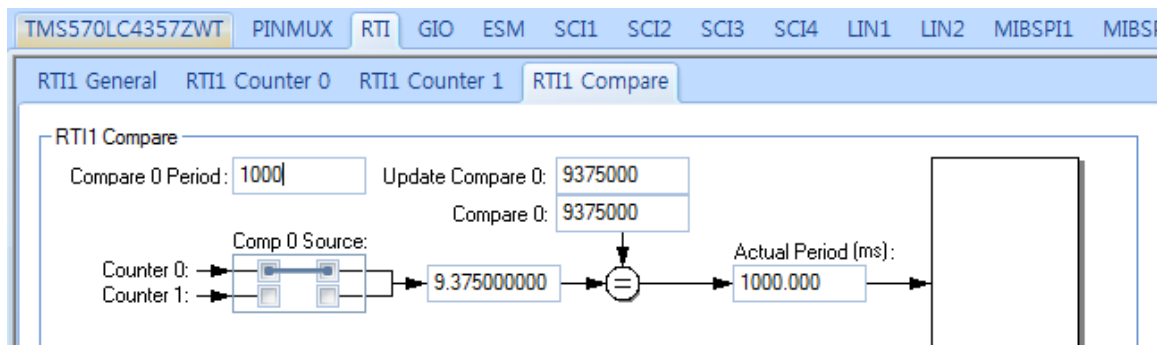 TMS570LC4357ZWT PINMUX RTI GIO ESM SCI1 SCI2 SCI3 SCI4 LIN1 LIN2 MIBSPI1
RTI1 General RTI1 Counter 0 RTI1 Counter 1 RTI1 Compare
RTI1 Compare
Compare 0 Period: 1000 Update Compare 0: 9375000
Compare 0: 9375000
Comp 0 Source:
Actual Period (ms):
Counter 0:
Counter 1:
9.375000000 = 1000.000